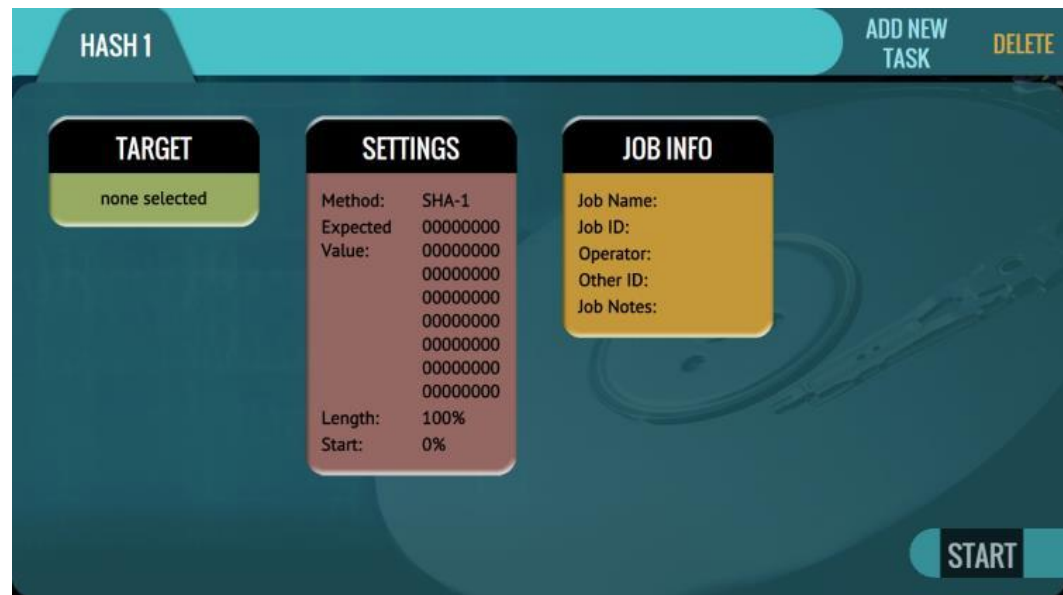 HASH 1
ADD NEW
TASK
DELETE
TARGET
none selected
SETTINGS
Method: SHA-1
Expected 00000000
Value: 00000000
00000000
00000000
00000000
00000000
00000000
00000000
Length: 100%
Start: 0%
JOB INFO
Job Name:
Job ID:
Operator:
Other ID:
Job Notes:
START